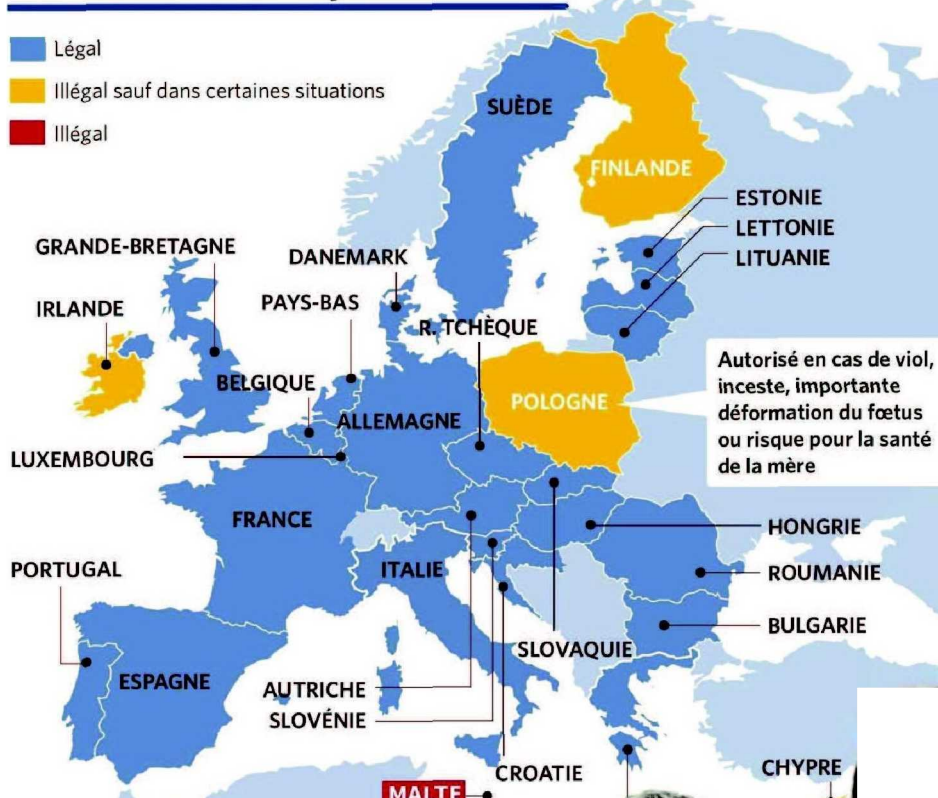 Légal
Illégal sauf dans certaines situations
Illégal
SUÈDE
FINLANDE
ESTONIE
LETTONIE
LITUANIE
GRANDE-BRETAGNE
DANEMARK
IRLANDE
PAYS-BAS
R. TCHÈQUE
BELGIQUE
ALLEMAGNE
POLOGNE
Autorisé en cas de viol,
inceste, importante
déformation du fœtus
ou risque pour la santé
de la mère
LUXEMBOURG
FRANCE
HONGRIE
PORTUGAL
ITALIE
ROUMANIE
BULGARIE
SLOVAQUIE
ESPAGNE
AUTRICHE
SLOVÉNIE
CROATIE
CHYPRE
MALTE